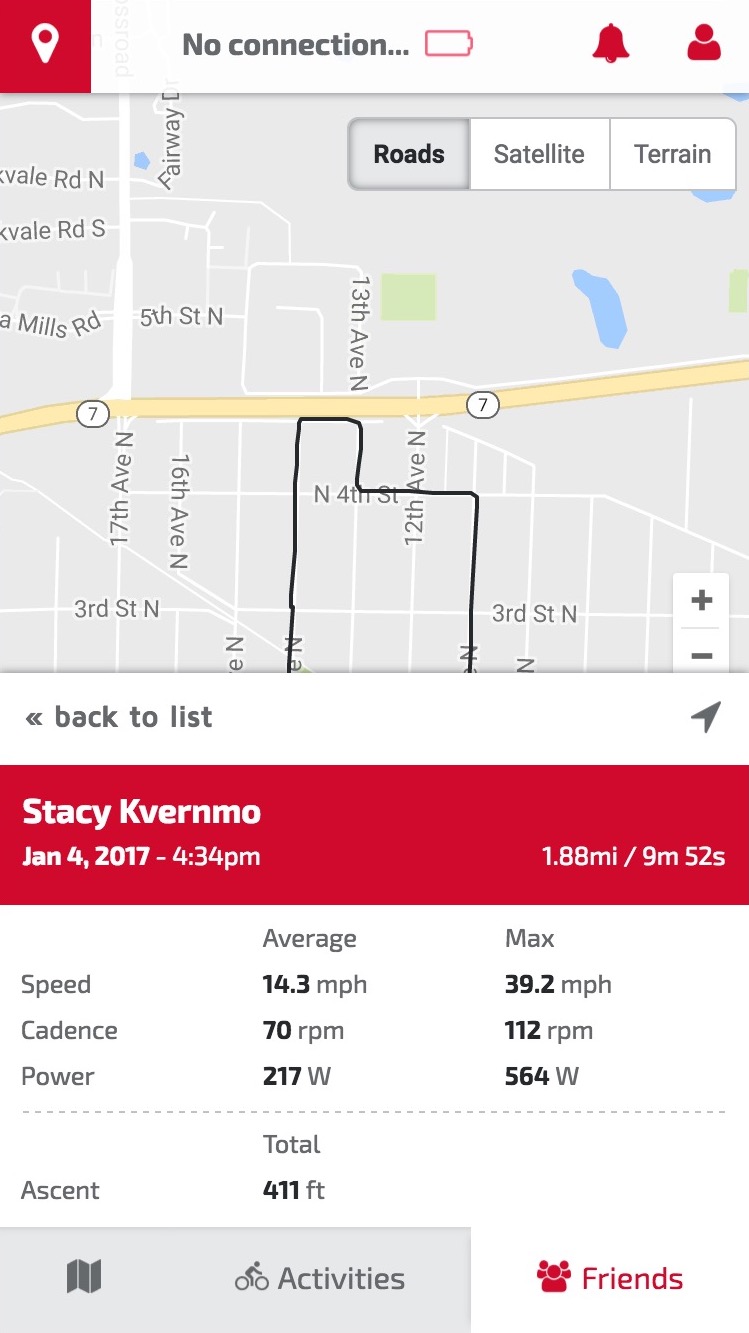 No connection...
Roads
Satellite
Terrain
Fairway
kvale Rd N
kvale Rd S
a Mills Rd
5th St N
13th Ave N
7
7
17th Ave N
16th Ave N
N 4th St
12th Ave N
3rd St N
3rd St N
e N
e N
e N
N
+
−
« back to list
Stacy Kvernmo
Jan 4, 2017 - 4:34pm
1.88mi / 9m 52s
Average Max
Speed 14.3 mph 39.2 mph
Cadence 70 rpm 112 rpm
Power 217 W 564 W
Total
Ascent 411 ft
Activities
Friends